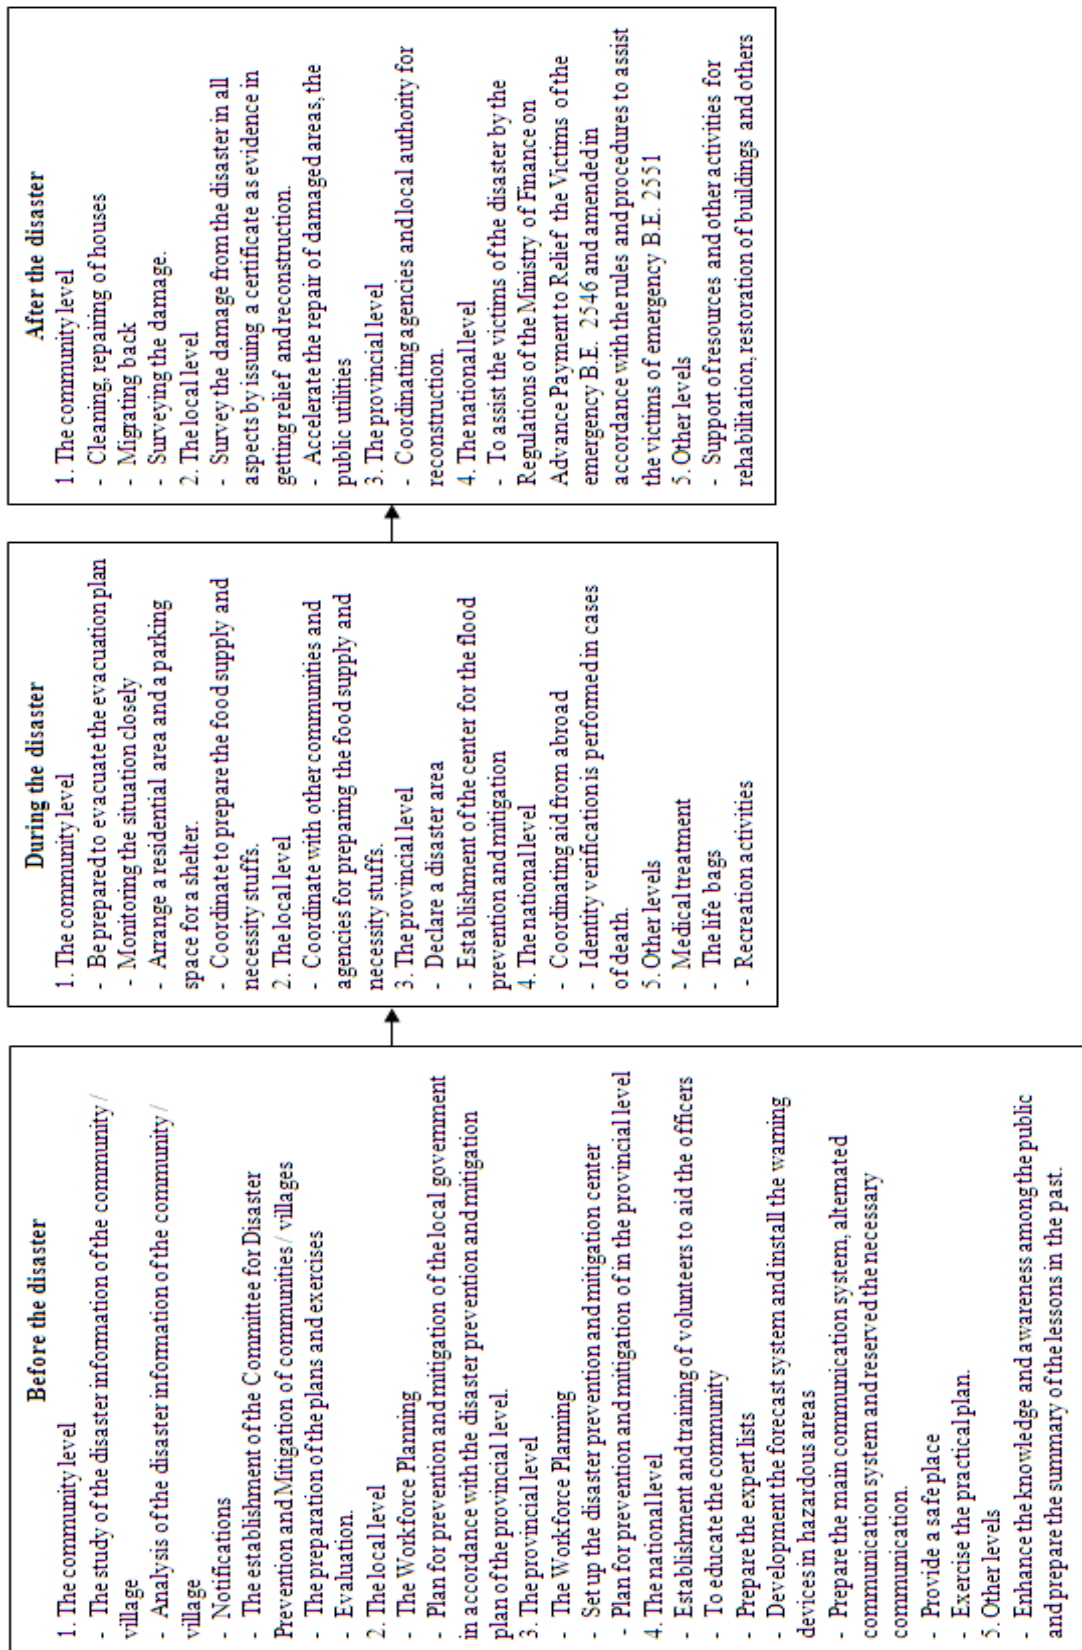 Before the disaster
1. The community level
- The study of the disaster information of the community /
village
- Analysis of the disaster information of the community /
village
- Notifications
- The establishment of the Committee for Disaster
Prevention and Mitigation of communities / villages
- The preparation of the plans and exercises
- Evaluation.
2. The local level
- The Workforce Planning
- Plan for prevention and mitigation of the local government
in accordance with the disaster prevention and mitigation
plan of the provincial level.
3. The provincial level
- The Workforce Planning
- Set up the disaster prevention and mitigation center
- Plan for prevention and mitigation of in the provincial level
4. The national level
- Establishment and training of volunteers to aid the officers
- To educate the community
- Prepare the expert lists
- Development the forecast system and install the warning
devices in hazardous areas
- Prepare the main communication system, alternated
communication system and reserved the necessary
communication.
- Provide a safe place
- Exercise the practical plan.
5. Other levels
- Enhance the knowledge and awareness among the public
and prepare the summary of the lessons in the past.
During the disaster
1. The community level
- Be prepared to evacuate the evacuation plan
- Monitoring the situation closely
- Arrange a residential area and a parking
space for a shelter.
- Coordinate to prepare the food supply and
necessity stuffs.
2. The local level
- Coordinate with other communities and
agencies for preparing the food supply and
necessity stuffs.
3. The provincial level
- Declare a disaster area
- Establishment of the center for the flood
prevention and mitigation
4. The national level
- Coordinating aid from abroad
- Identity verification is performed in cases
of death.
5. Other levels
- Medical treatment
- The life bags
- Recreation activities
After the disaster
1. The community level
- Cleaning, repairing of houses
- Migrating back
- Surveying the damage.
2. The local level
- Survey the damage from the disaster in all
aspects by issuing a certificate as evidence in
getting relief and reconstruction.
- Accelerate the repair of damaged areas, the
public utilities
3. The provincial level
- Coordinating agencies and local authority for
reconstruction.
4. The national level
- To assist the victims of the disaster by the
Regulations of the Ministry of Finance on
Advance Payment to Relief the Victims of the
emergency B.E. 2546 and amended in
accordance with the rules and procedures to assist
the victims of emergency B.E. 2551
5. Other levels
- Support of resources and other activities for
rehabilitation, restoration of buildings and others